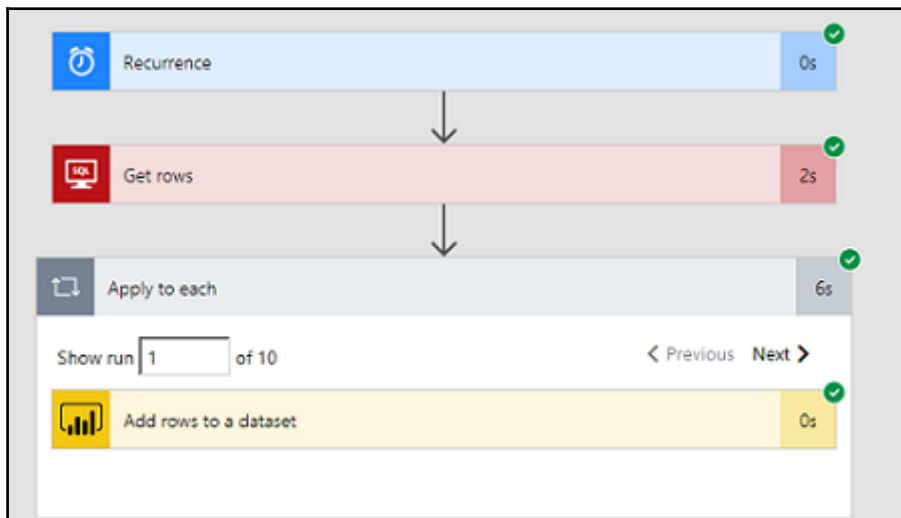 Recurrence 0s
SQL Get rows 2s
Apply to each 6s
Show run 1 of 10 Previous Next
Add rows to a dataset 0s